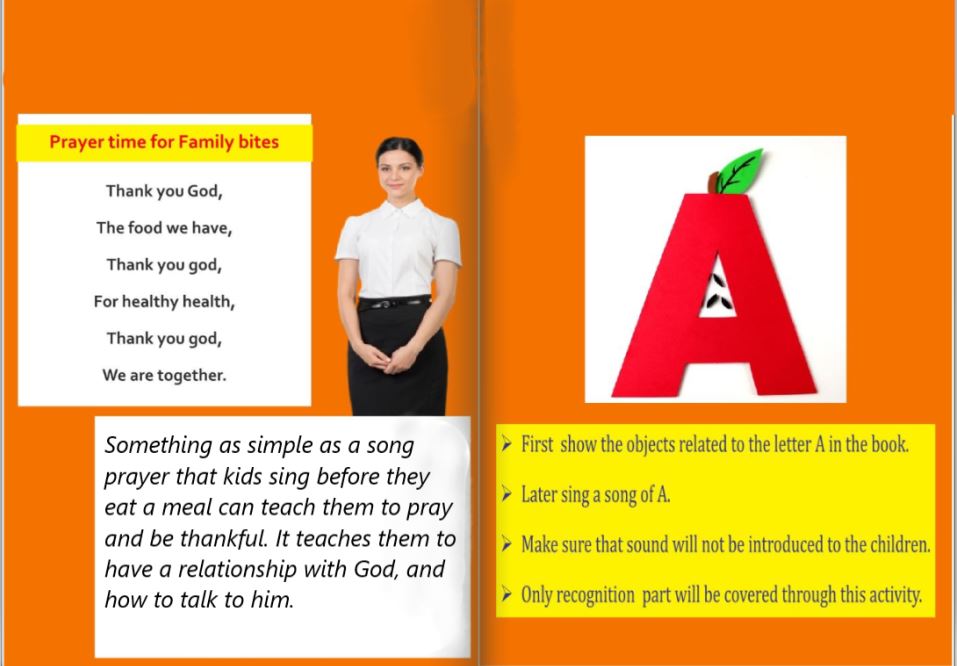 Prayer time for Family bites
Thank you God,
The food we have,
Thank you god,
For healthy health,
Thank you god,
We are together.
Something as simple as a song
prayer that kids sing before they
eat a meal can teach them to pray
and be thankful. It teaches them to
have a relationship with God, and
how to talk to him.
A
➢ First show the objects related to the letter A in the book.
➢ Later sing a song of A.
➢ Make sure that sound will not be introduced to the children.
➢ Only recognition part will be covered through this activity.